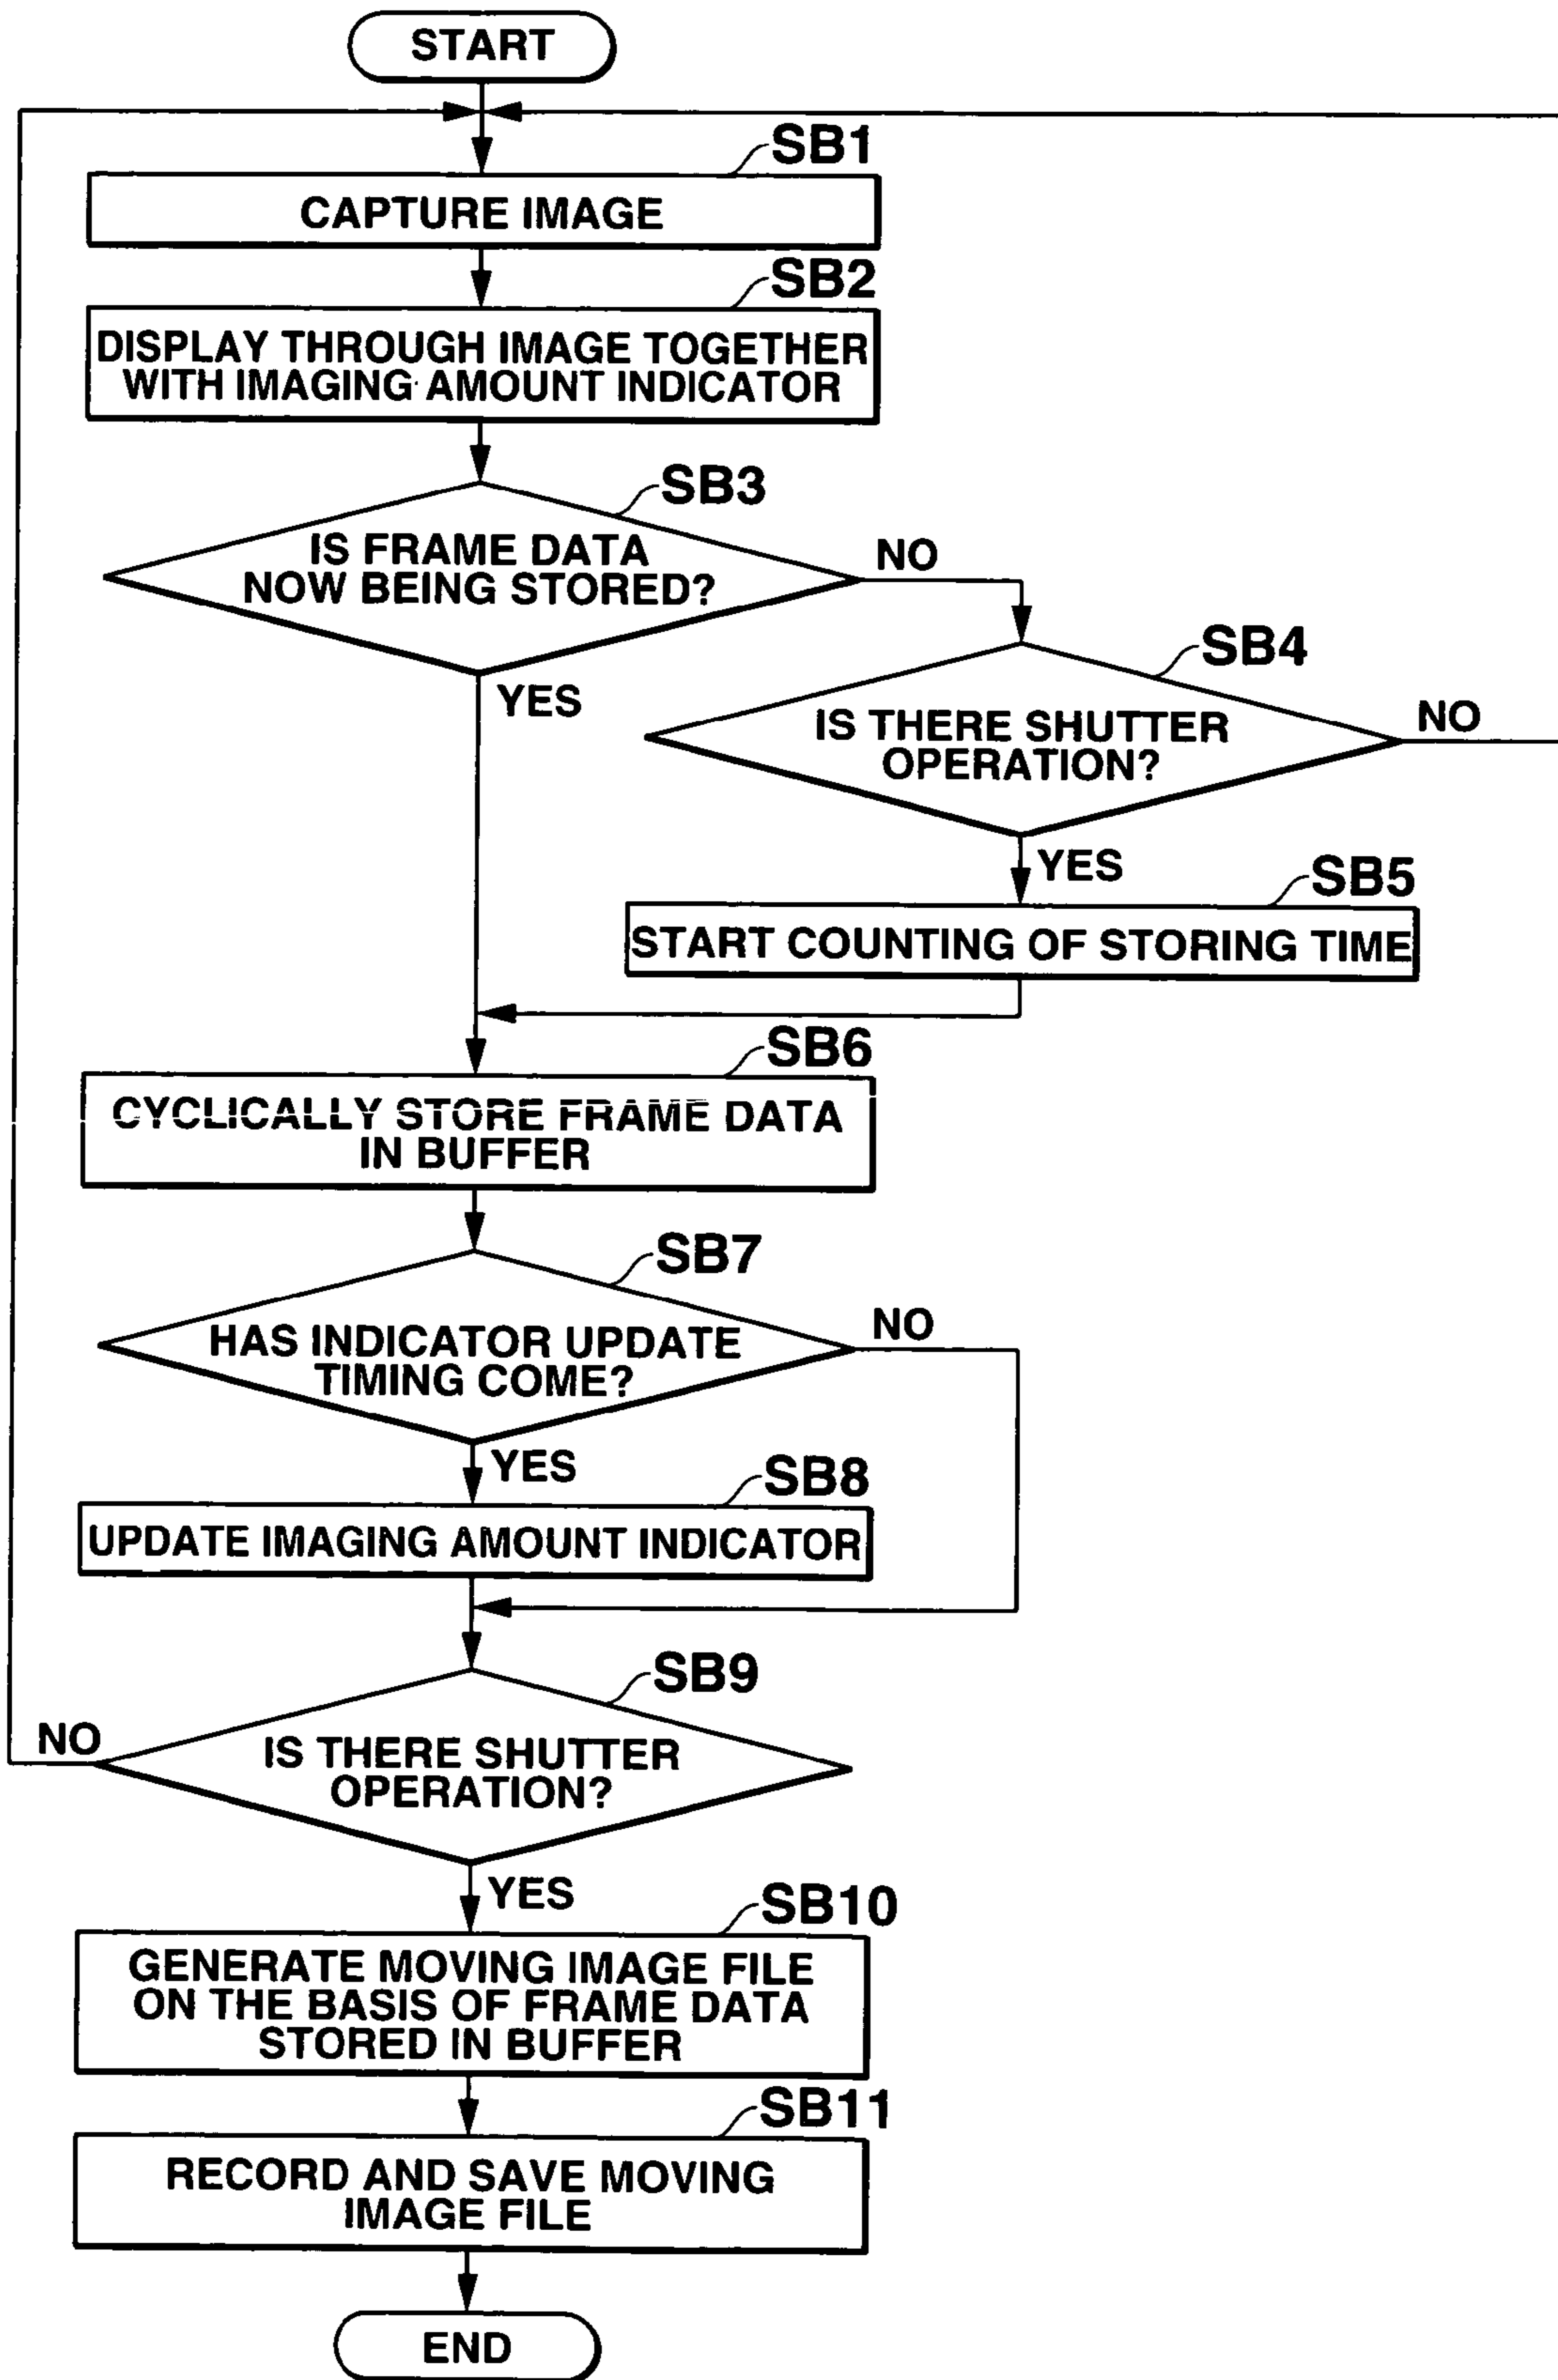 START
SB1
CAPTURE IMAGE
SB2
DISPLAY THROUGH IMAGE TOGETHER
WITH IMAGING AMOUNT INDICATOR
SB3
IS FRAME DATA
NOW BEING STORED?
NO
YES
SB4
IS THERE SHUTTER
OPERATION?
NO
YES
SB5
START COUNTING OF STORING TIME
SB6
CYCLICALLY STORE FRAME DATA
IN BUFFER
SB7
HAS INDICATOR UPDATE
TIMING COME?
NO
YES
SB8
UPDATE IMAGING AMOUNT INDICATOR
SB9
IS THERE SHUTTER
OPERATION?
NO
YES
SB10
GENERATE MOVING IMAGE FILE
ON THE BASIS OF FRAME DATA
STORED IN BUFFER
SB11
RECORD AND SAVE MOVING
IMAGE FILE
END